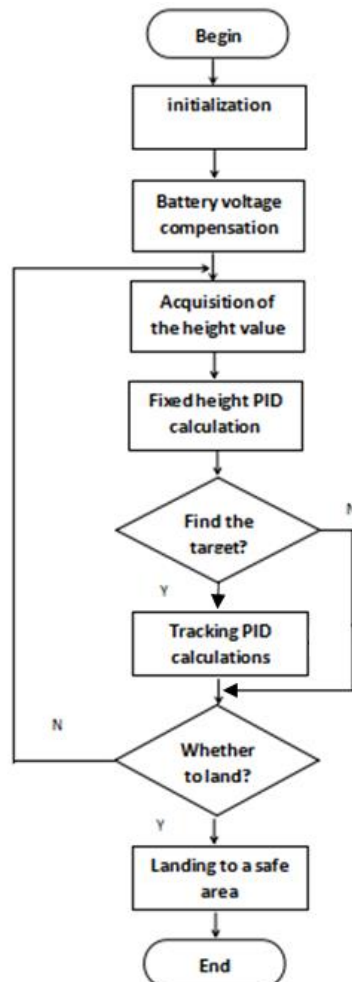 Begin
initialization
Battery voltage
compensation
Acquisition of
the height value
Fixed height PID
calculation
Find the
target?
N
Y
Tracking PID
calculations
N
Whether
to land?
Y
Landing to a safe
area
End